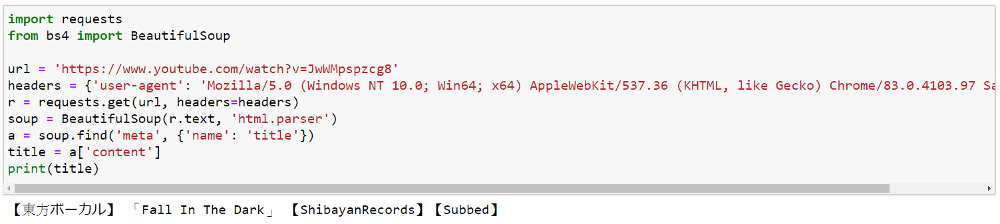 import requests
from bs4 import BeautifulSoup
url = 'https://www.youtube.com/watch?v=JwWMpspzcg8'
headers = {'user-agent': 'Mozilla/5.0 (Windows NT 10.0; Win64; x64) AppleWebKit/537.36 (KHTML, like Gecko) Chrome/83.0.4103.97 Sa
r = requests.get(url, headers=headers)
soup = BeautifulSoup(r.text, 'html.parser')
a = soup.find('meta', {'name': 'title'})
title = a['content']
print(title)
【東方ボーカル】 「Fall In The Dark」 【ShibayanRecords】【Subbed】